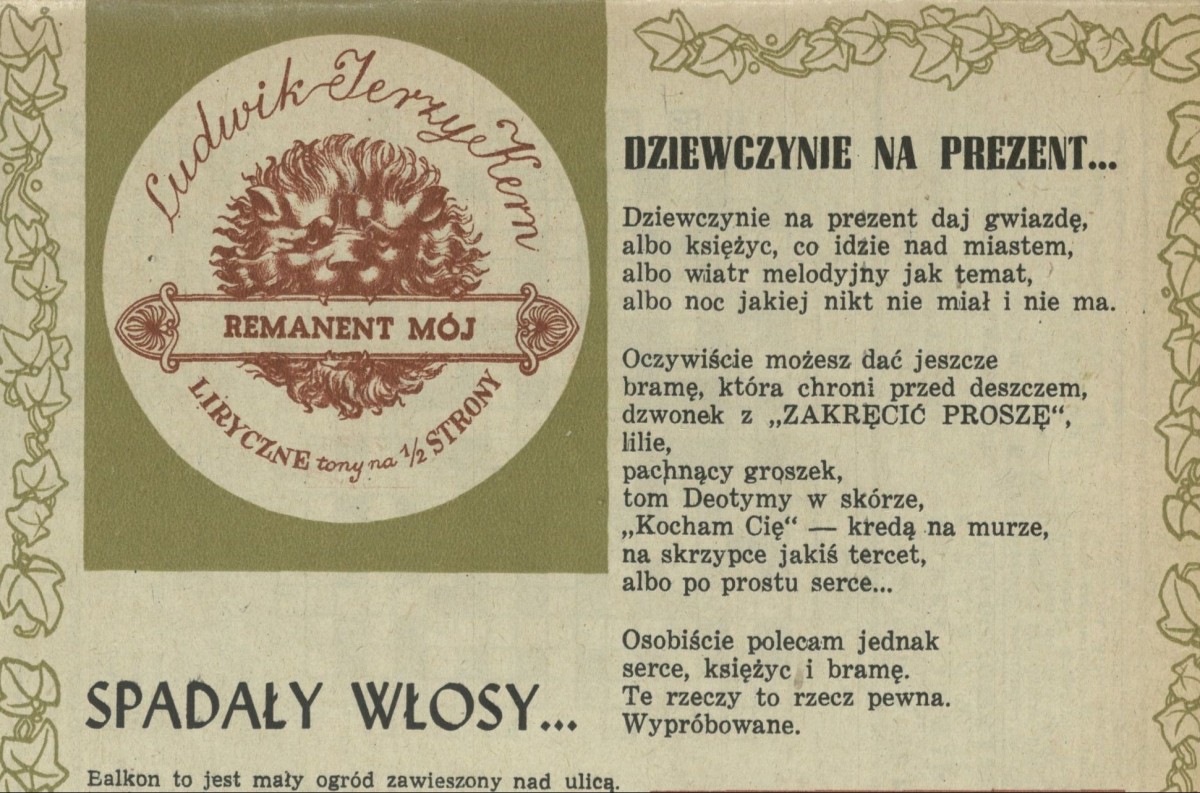 Ludwik Jerzy Kern
REMANENT MÓJ
LIRYCZNE tony na 1/2 STRONY
SPADAŁY WŁOSY...
Ealkon to jest mały ogród zawieszony nad ulicą.
DZIEWCZYNIE NA PREZENT...
Dziewczynie na prezent daj gwiazdę,
albo księżyc, co idzie nad miastem,
albo wiatr melodyjny jak temat,
albo noc jakiej nikt nie miał i nie ma.
Oczywiście możesz dać jeszcze
bramę, która chroni przed deszczem,
dzwonek z „ZAKRĘCIĆ PROSZĘ“,
lilie,
pachnący groszek,
tom Deotymy w skórze,
„Kocham Cię“ — kredą na murze,
na skrzypce jakiś tercet,
albo po prostu serce...
Osobiście polecam jednak
serce, księżyc i bramę.
Te rzeczy to rzecz pewna.
Wypróbowane.